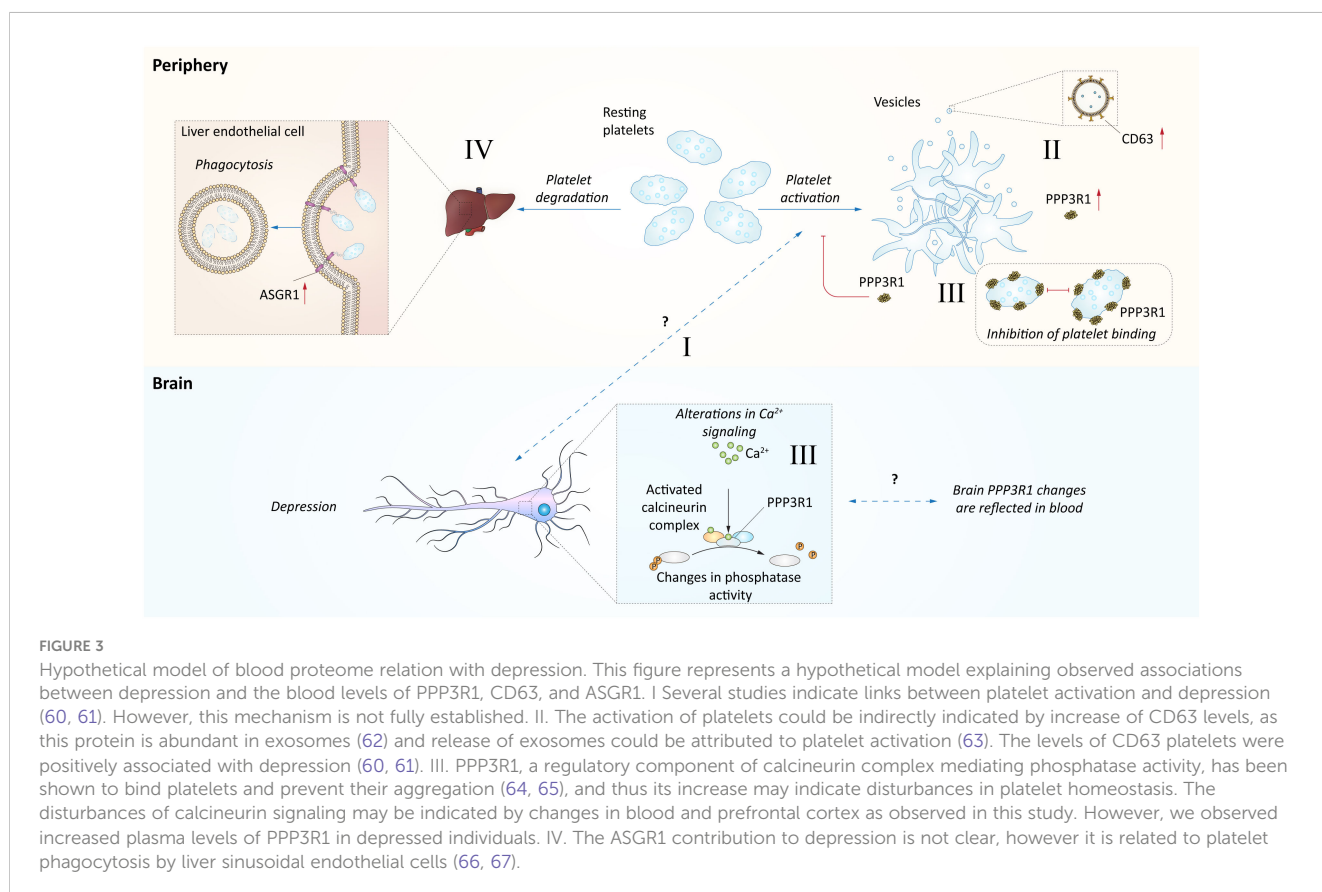 Periphery
Liver endothelial cell
Phagocytosis
ASGR1
IV
Platelet
degradation
Resting
platelets
Platelet
activation
Vesicles
II
CD63
PPP3R1
PPP3R1
III
PPP3R1
Inhibition of platelet binding
?
I
Brain
Depression
Alterations in Ca²⁺
signaling
Ca²⁺
III
Activated
calcineurin
complex
PPP3R1
P
P
P
P
Changes in phosphatase
activity
?
Brain PPP3R1 changes
are reflected in blood
FIGURE 3
Hypothetical model of blood proteome relation with depression. This figure represents a hypothetical model explaining observed associations
between depression and the blood levels of PPP3R1, CD63, and ASGR1. I Several studies indicate links between platelet activation and depression
(60, 61). However, this mechanism is not fully established. II. The activation of platelets could be indirectly indicated by increase of CD63 levels, as
this protein is abundant in exosomes (62) and release of exosomes could be attributed to platelet activation (63). The levels of CD63 platelets were
positively associated with depression (60, 61). III. PPP3R1, a regulatory component of calcineurin complex mediating phosphatase activity, has been
shown to bind platelets and prevent their aggregation (64, 65), and thus its increase may indicate disturbances in platelet homeostasis. The
disturbances of calcineurin signaling may be indicated by changes in blood and prefrontal cortex as observed in this study. However, we observed
increased plasma levels of PPP3R1 in depressed individuals. IV. The ASGR1 contribution to depression is not clear, however it is related to platelet
phagocytosis by liver sinusoidal endothelial cells (66, 67).